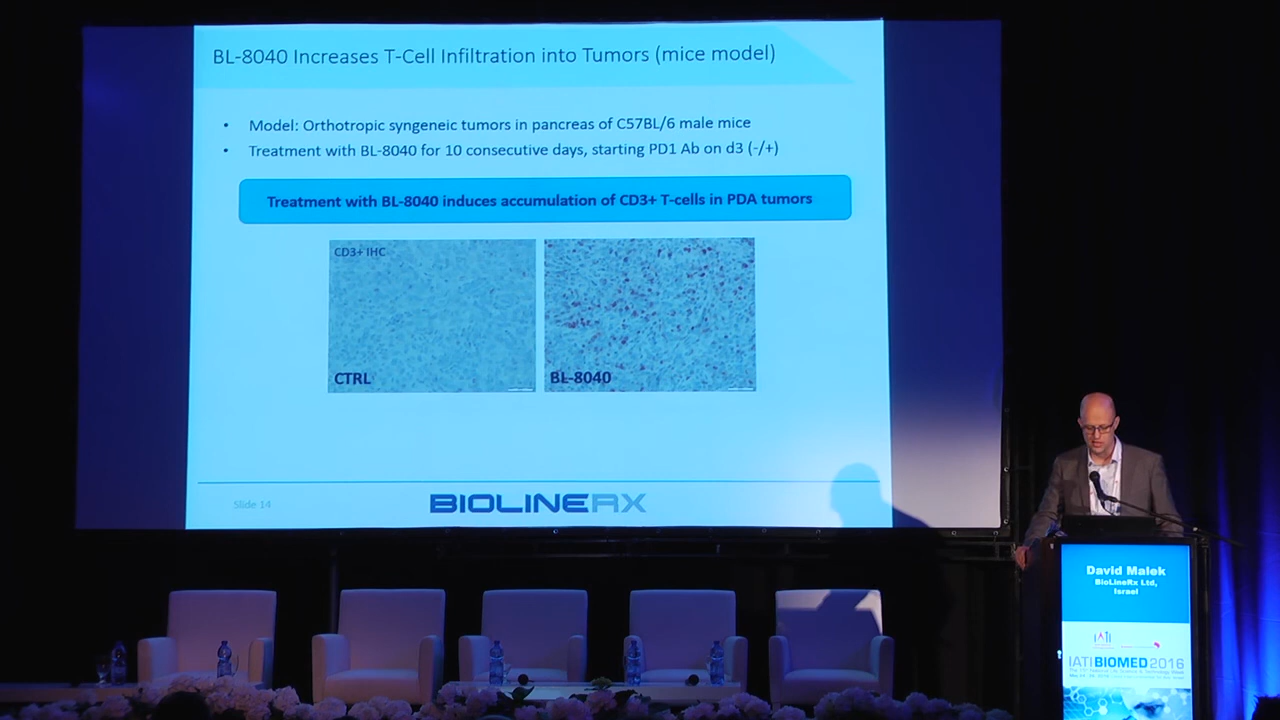 BL-8040 Increases T-Cell Infiltration into Tumors (mice model)
• Model: Orthotropic syngeneic tumors in pancreas of C57BL/6 male mice
• Treatment with BL-8040 for 10 consecutive days, starting PD1 Ab on d3 (-/+)
Treatment with BL-8040 induces accumulation of CD3+ T-cells in PDA tumors
CD3+ IHC
CTRL
BL-8040
Slide 14
BIOLINERX
David Malek
BioLineRx Ltd,
Israel
IATI
IATI BIOMED 2016